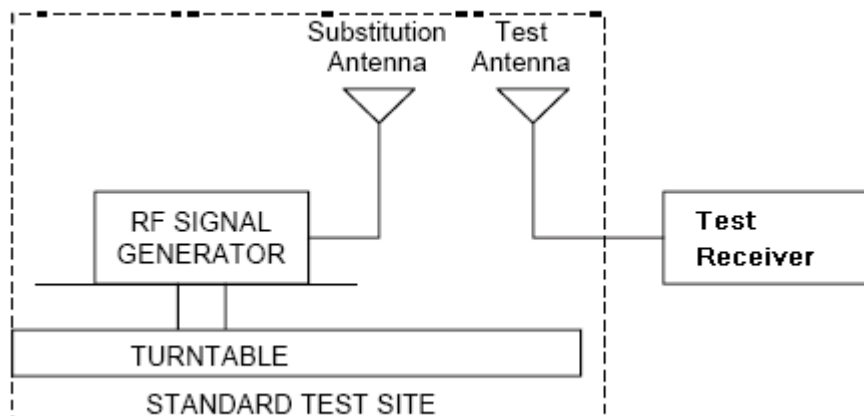 Substitution
Antenna
Test
Antenna
RF SIGNAL
GENERATOR
Test
Receiver
TURNTABLE
STANDARD TEST SITE